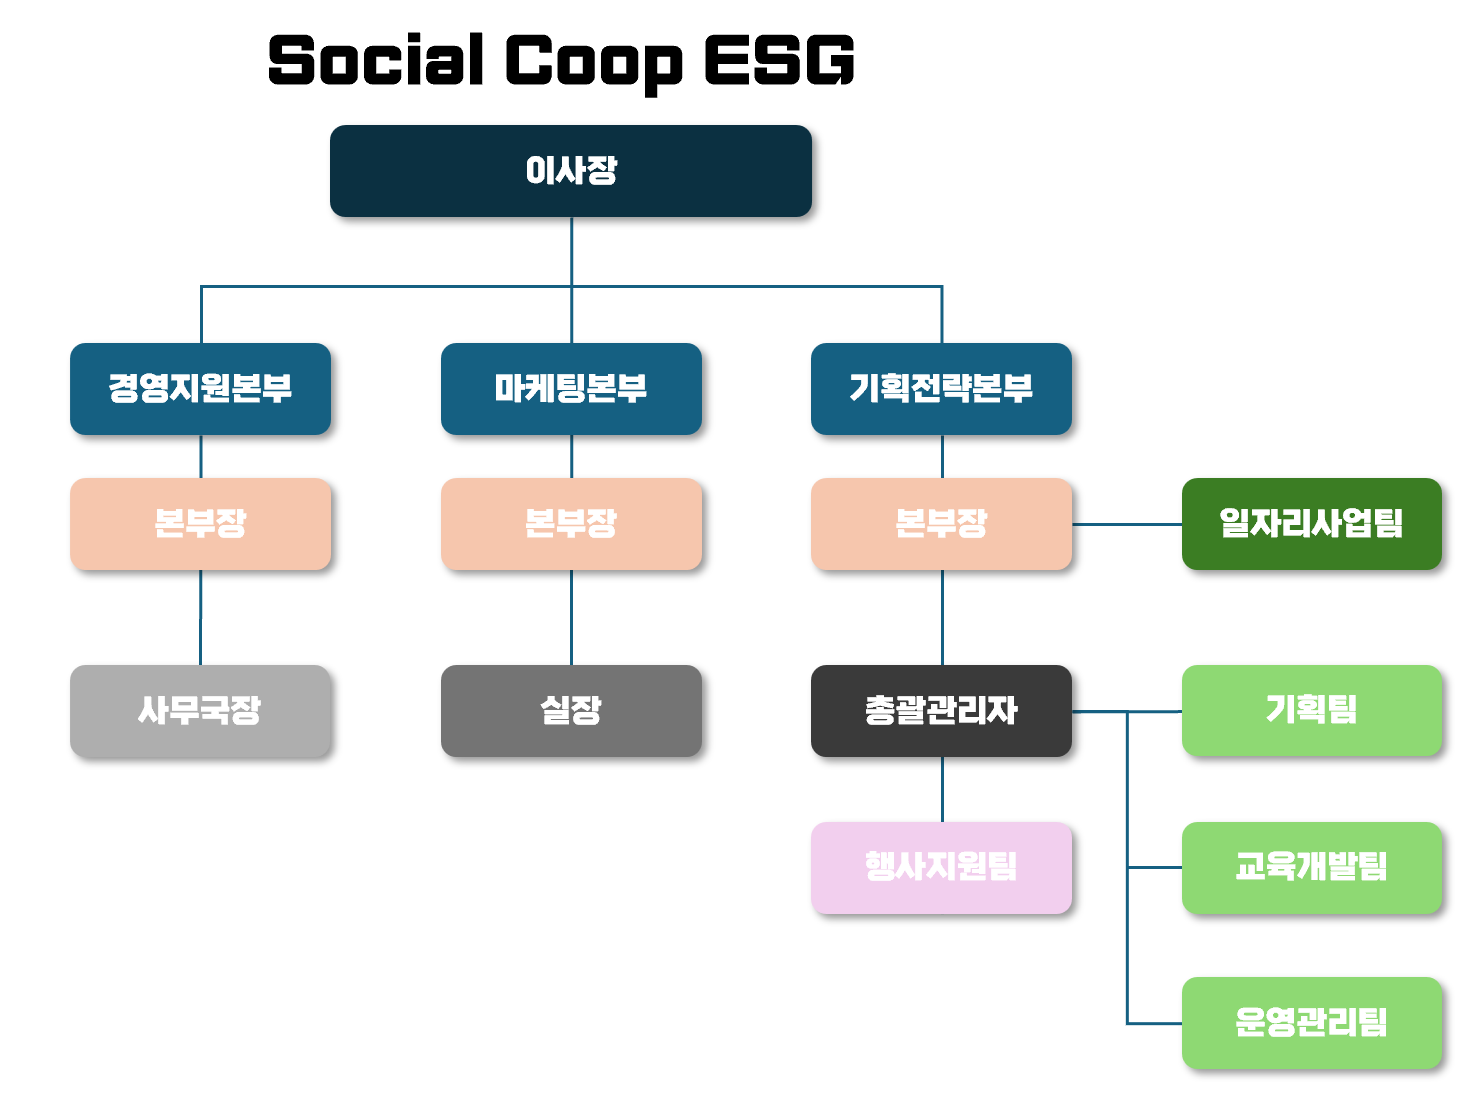 Social Coop ESG
이사장
경영지원본부
마케팅본부
기획전략본부
본부장
본부장
본부장
일자리사업팀
사무국장
실장
총괄관리자
기획팀
행사지원팀
교육개발팀
운영관리팀